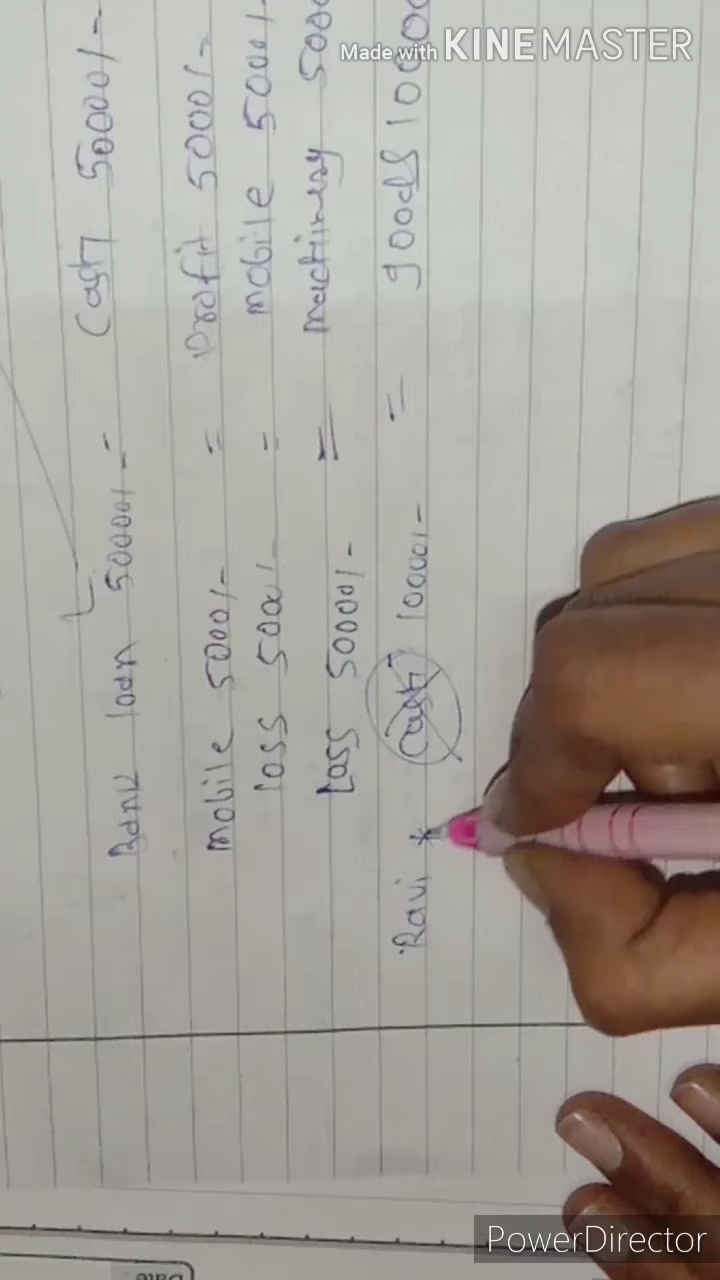 Made with KINEMASTER
Bank loan 50000/- - Cash 50000/-
mobile 5000/- = Profit 5000/-
Loss 5000/- - mobile 5000/-
Loss 50000/- = machinery
Ravi * Cash 10000/- = goods
PowerDirector